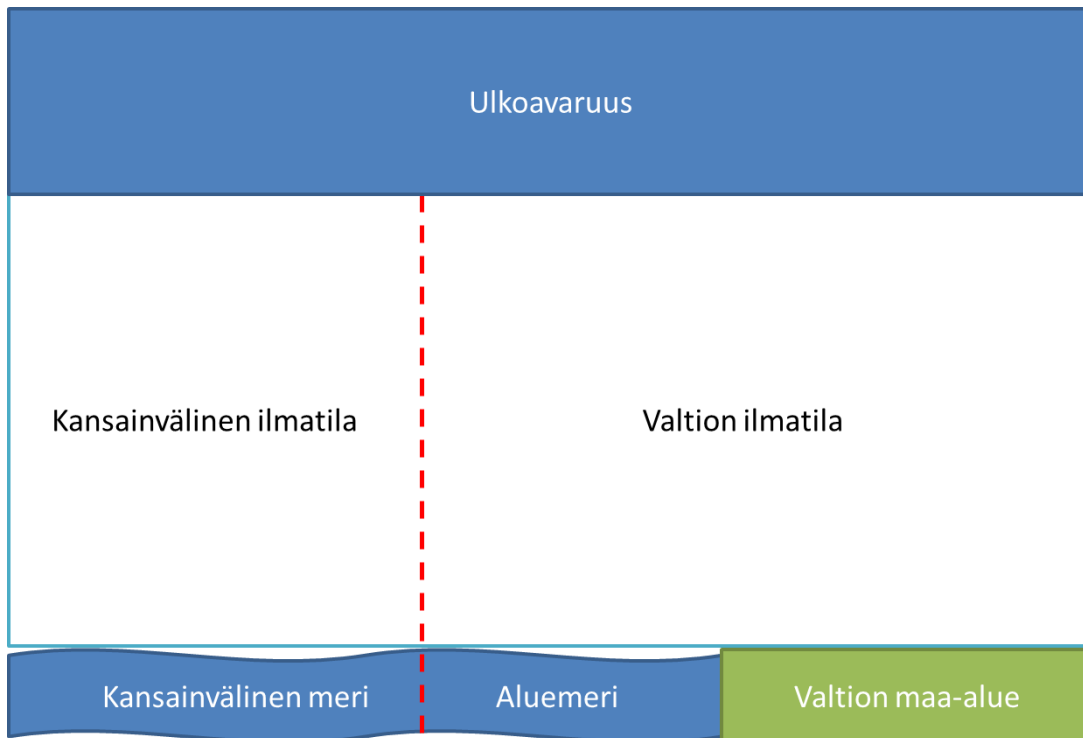 Ulkoavaruus
Kansainvälinen ilmatila
Valtion ilmatila
Kansainvälinen meri
Aluemeri
Valtion maa-alue